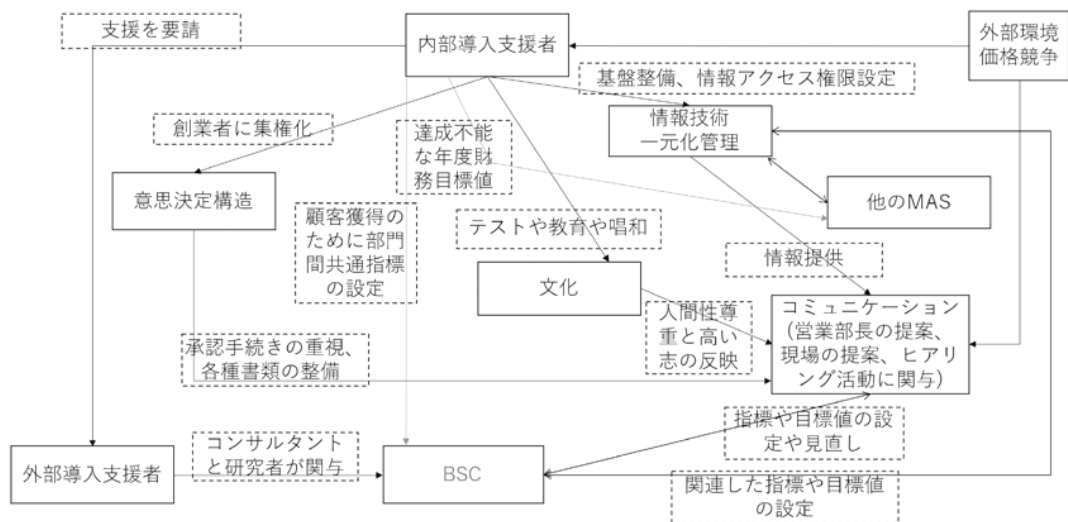 支援を要請
内部導入支援者
外部環境
価格競争
基盤整備、情報アクセス権限設定
創業者に集権化
達成不能
な年度財
務目標値
情報技術
一元化管理
意思決定構造
他のMAS
顧客獲得の
ために部門
間共通指標
の設定
テストや教育や唱和
情報提供
文化
人間性尊
重と高い
志の反映
コミュニケーション
（営業部長の提案、
現場の提案、ヒアリ
ング活動に関与）
承認手続きの重視、
各種書類の整備
指標や目標値の設
定や見直し
コンサルタント
と研究者が関与
外部導入支援者
BSC
関連した指標や目標値
の設定